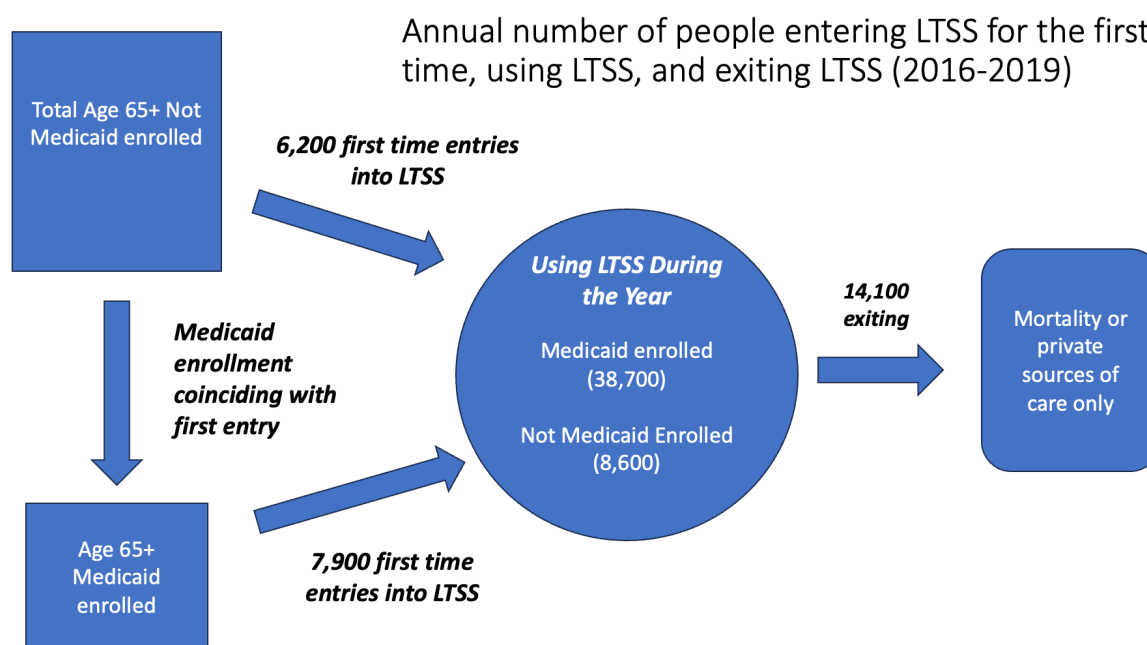 Annual number of people entering LTSS for the first
time, using LTSS, and exiting LTSS (2016-2019)
Total Age 65+ Not
Medicaid enrolled
6,200 first time entries
into LTSS
Using LTSS During
the Year
Medicaid enrolled
(38,700)
Not Medicaid Enrolled
(8,600)
14,100
exiting
Mortality or
private
sources of
care only
Medicaid
enrollment
coinciding with
first entry
Age 65+
Medicaid
enrolled
7,900 first time
entries into LTSS